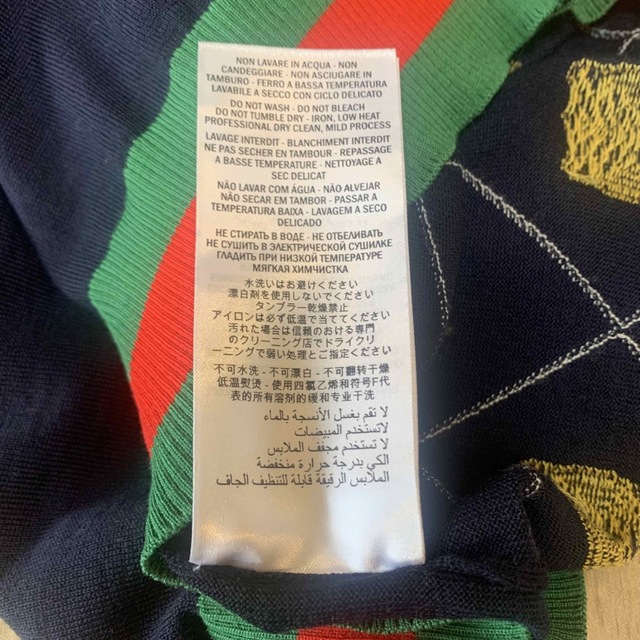 NON LAVARE IN ACQUA - NON
CANDEGGIARE - NON ASCIUGARE IN
TAMBURO - FERRO A BASSA TEMPERATURA
LAVABILE A SECCO CON CICLO DELICATO
DO NOT WASH - DO NOT BLEACH
DO NOT TUMBLE DRY - IRON, LOW HEAT
PROFESSIONAL DRY CLEAN, MILD PROCESS
LAVAGE INTERDIT - BLANCHIMENT INTERDIT
NE PAS SECHER EN TAMBOUR - REPASSAGE
A BASSE TEMPERATURE - NETTOYAGE A
SEC DELICAT
NÃO LAVAR COM ÁGUA - NÃO ALVEJAR
NÃO SECAR EM TAMBOR - PASSAR A
TEMPERATURA BAIXA - LAVAGEM A SECO
DELICADO
НЕ СТИРАТЬ В ВОДЕ - НЕ ОТБЕЛИВАТЬ
НЕ СУШИТЬ В ЭЛЕКТРИЧЕСКОЙ СУШИЛКЕ
ГЛАДИТЬ ПРИ НИЗКОЙ ТЕМПЕРАТУРЕ
МЯГКАЯ ХИМЧИСТКА
水洗いはお避けください
漂白剤を使用しないでください
タンブラー乾燥禁止
アイロンは必ず低温で当ててください
汚れた場合は信頼のおける専門
のクリーニング店でドライクリ
ーニングで弱い処理とご指定ください
不可水洗 - 不可漂白 - 不可翻转干燥
低温熨烫 - 使用四氯乙烯和符号F代
表的所有溶剂的缓和专业干洗
لا تقم بغسل الأنسجة بالماء
لاتستخدم المبيضات
لا تستخدم مجفف الملابس
الكي بدرجة حرارة منخفضة
الملابس الرقيقة قابلة للتنظيف الجاف